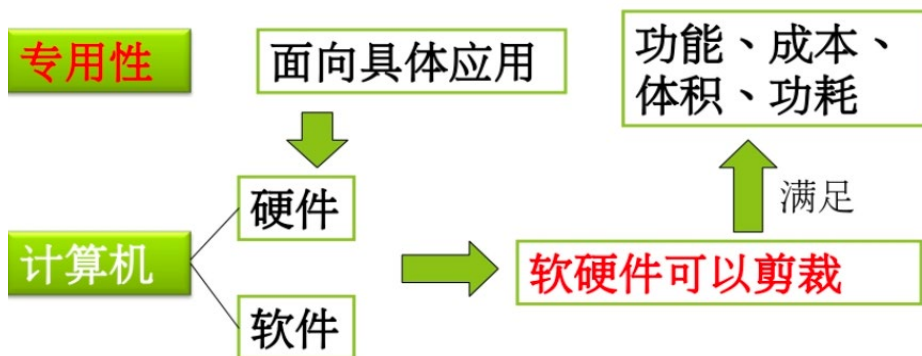 专用性
面向具体应用
功能、成本、
体积、功耗
硬件
满足
计算机
软硬件可以剪裁
软件